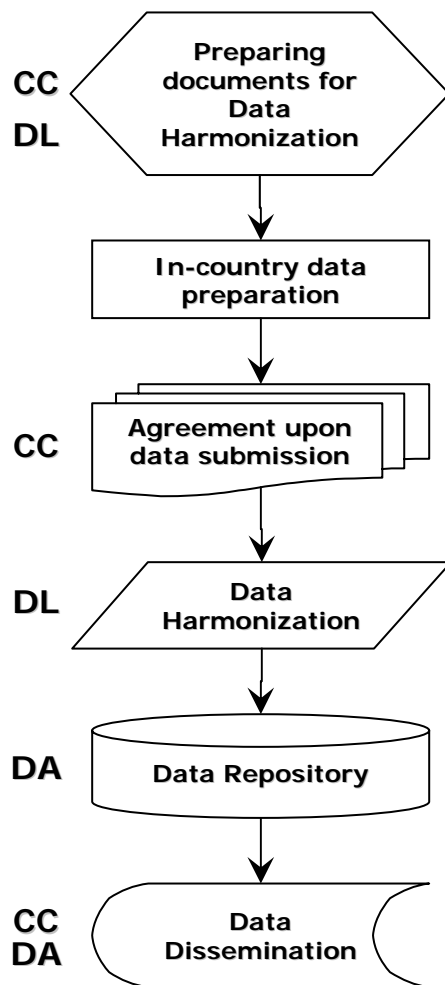 CC
DL
Preparing
documents for
Data
Harmonization
In-country data
preparation
CC
Agreement upon
data submission
DL
Data
Harmonization
DA
Data Repository
CC
DA
Data
Dissemination